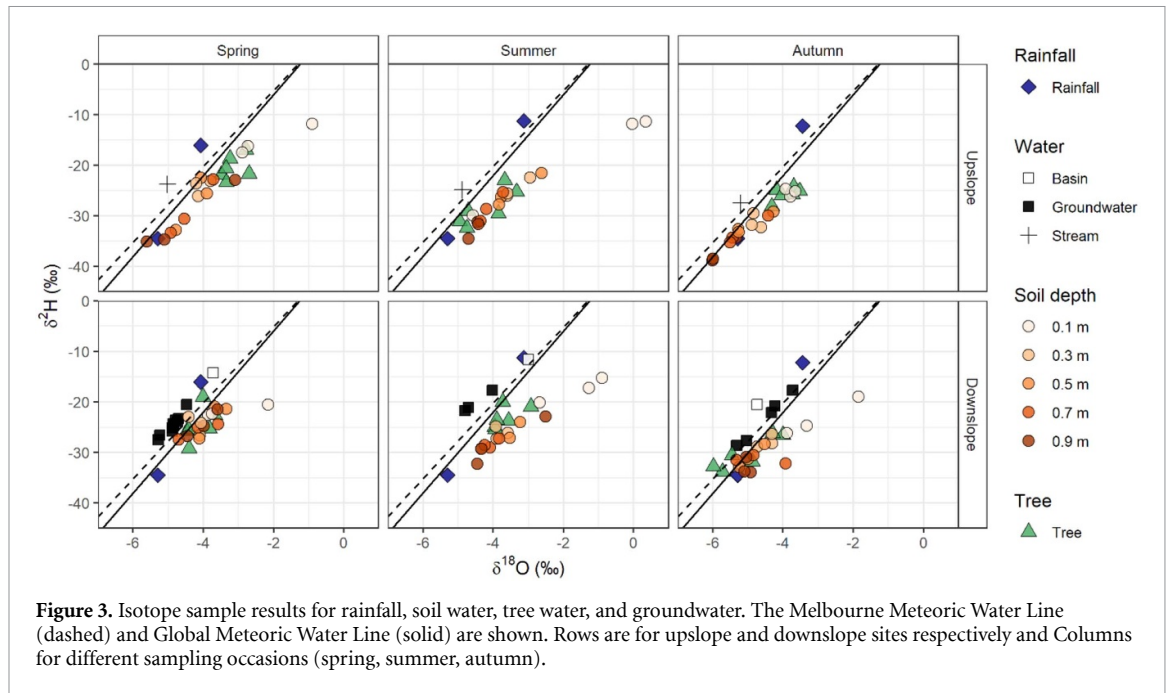 Spring
Summer
Autumn
0
-10
-20
-30
-40
Upslope
0
-10
-20
-30
-40
Downslope
δ²H (‰)
-6 -4 -2 0
-6 -4 -2 0
-6 -4 -2 0
δ¹⁸O (‰)
Rainfall
Rainfall
Water
Basin
Groundwater
Stream
Soil depth
0.1 m
0.3 m
0.5 m
0.7 m
0.9 m
Tree
Tree
Figure 3. Isotope sample results for rainfall, soil water, tree water, and groundwater. The Melbourne Meteoric Water Line
(dashed) and Global Meteoric Water Line (solid) are shown. Rows are for upslope and downslope sites respectively and Columns
for different sampling occasions (spring, summer, autumn).